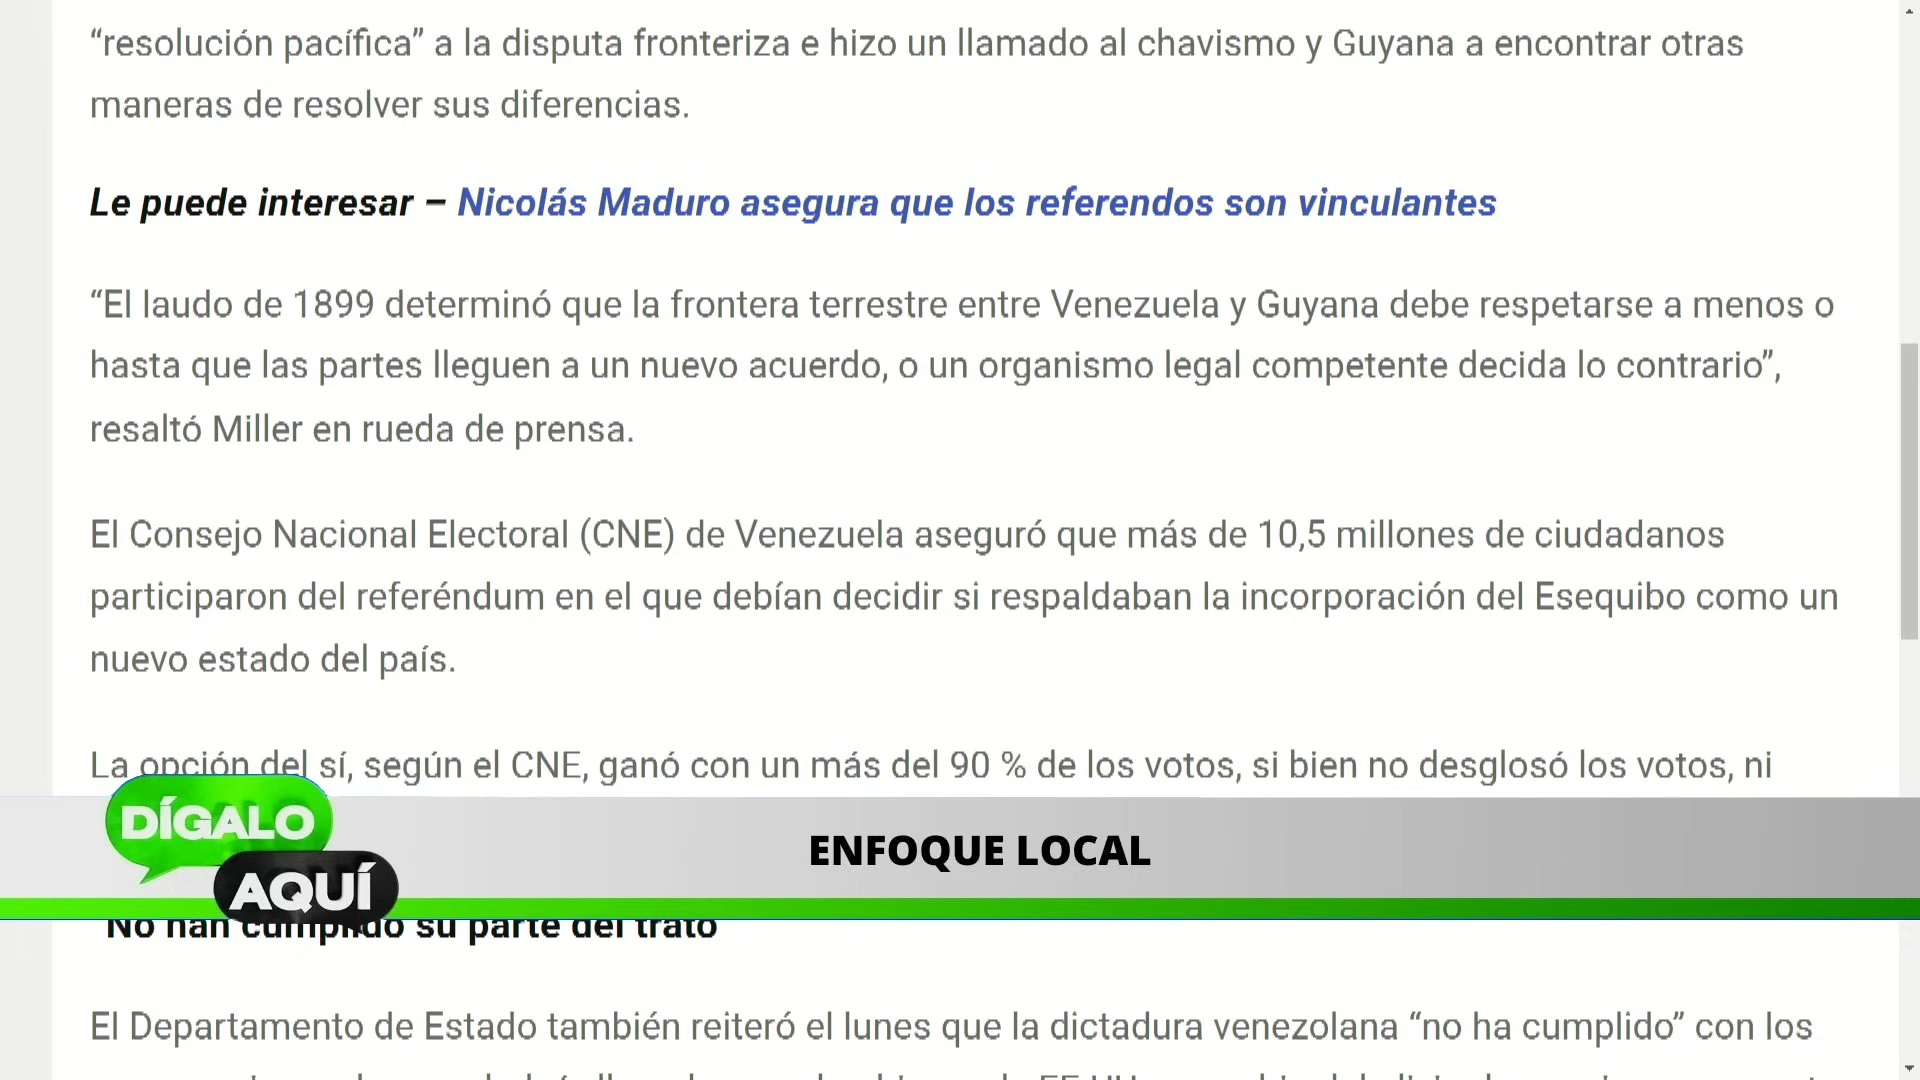 “resolución pacífica” a la disputa fronteriza e hizo un llamado al chavismo y Guyana a encontrar otras
maneras de resolver sus diferencias.
Le puede interesar – Nicolás Maduro asegura que los referendos son vinculantes
“El laudo de 1899 determinó que la frontera terrestre entre Venezuela y Guyana debe respetarse a menos o
hasta que las partes lleguen a un nuevo acuerdo, o un organismo legal competente decida lo contrario”,
resaltó Miller en rueda de prensa.
El Consejo Nacional Electoral (CNE) de Venezuela aseguró que más de 10,5 millones de ciudadanos
participaron del referéndum en el que debían decidir si respaldaban la incorporación del Esequibo como un
nuevo estado del país.
La opción del sí, según el CNE, ganó con un más del 90 % de los votos, si bien no desglosó los votos, ni
DÍGALO
AQUÍ
ENFOQUE LOCAL
No han cumplido su parte del trato
El Departamento de Estado también reiteró el lunes que la dictadura venezolana “no ha cumplido” con los